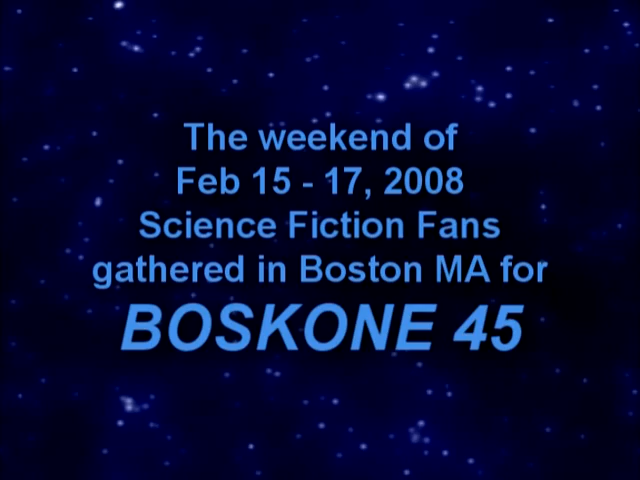 The weekend of
Feb 15 - 17, 2008
Science Fiction Fans
gathered in Boston MA for
BOSKONE 45